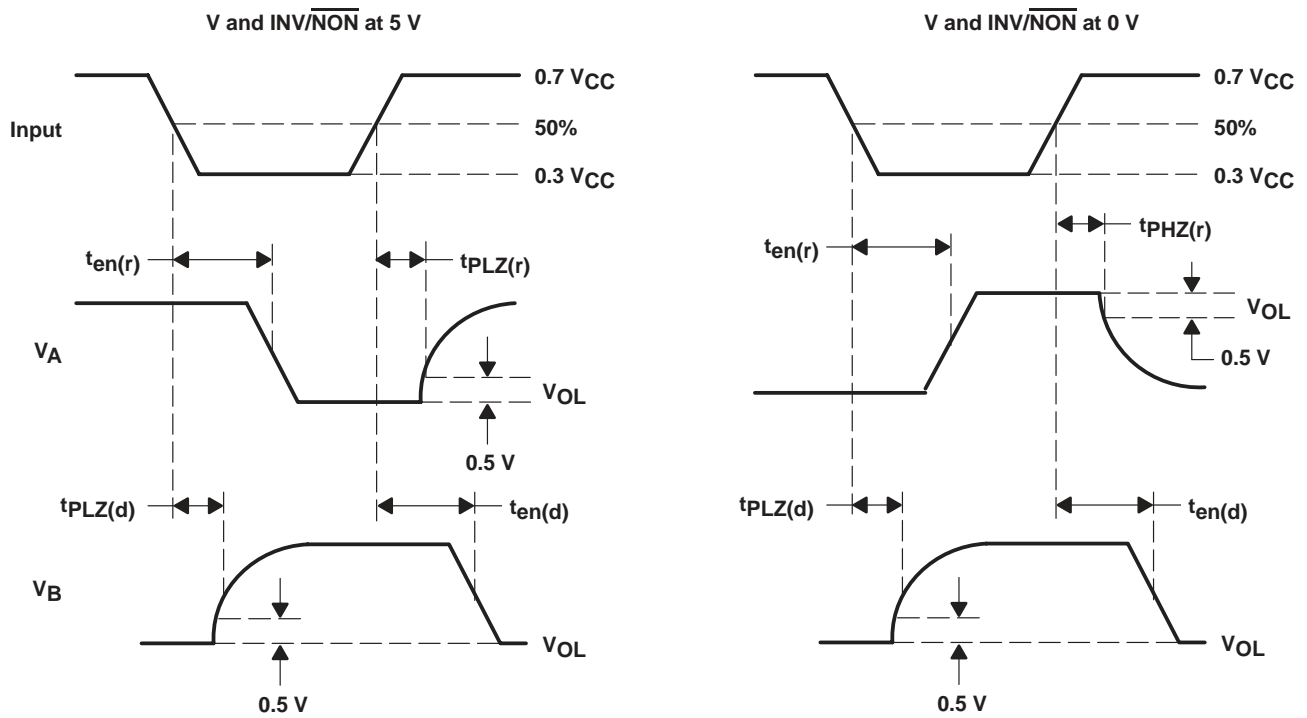 V and INV/NON at 5 V
Input
0.7 VCC
50%
0.3 VCC
ten(r)
tPLZ(r)
VA
VOL
0.5 V
tPLZ(d)
ten(d)
VB
VOL
0.5 V
V and INV/NON at 0 V
0.7 VCC
50%
0.3 VCC
ten(r)
tPHZ(r)
VOL
0.5 V
tPLZ(d)
ten(d)
VOL
0.5 V